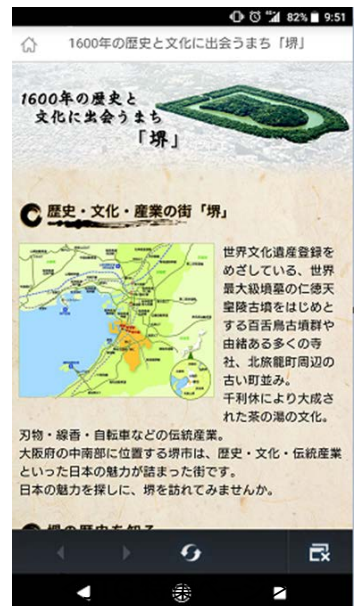 82% 9:51
1600年の歴史と文化に出会うまち「堺」
1600年の歴史と
文化に出会うまち
「堺」
歴史・文化・産業の街「堺」
世界文化遺産登録を
めざしている、世界
最大級墳墓の仁徳天
皇陵古墳をはじめと
する百舌鳥古墳群や
由緒ある多くの寺
社、北旅籠町周辺の
古い町並み。
千利休により大成さ
れた茶の湯の文化。
刃物・線香・自転車などの伝統産業。
大阪府の中南部に位置する堺市は、歴史・文化・伝統産業
といった日本の魅力が詰まった街です。
日本の魅力を探しに、堺を訪れてみませんか。